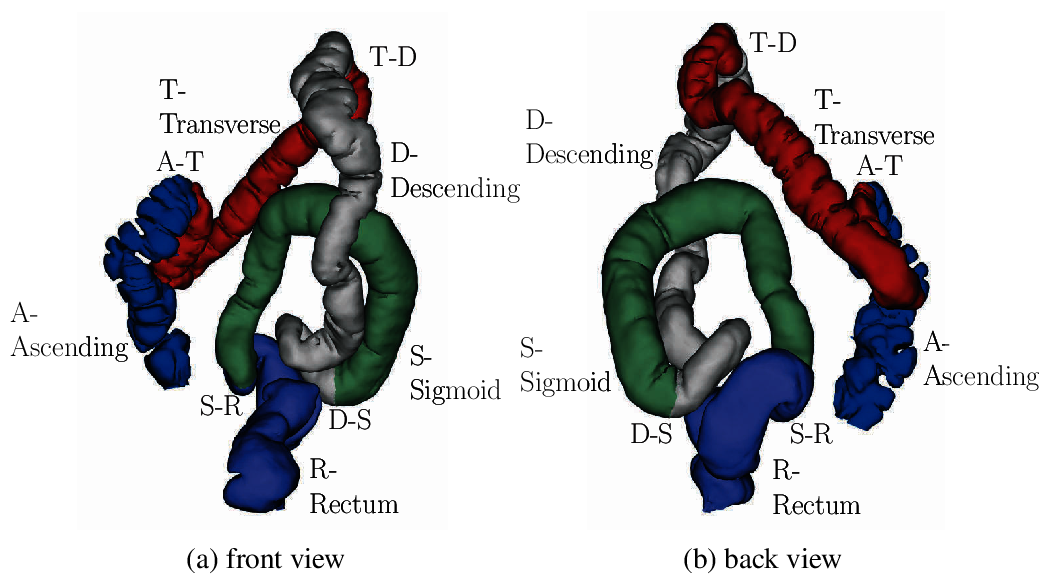 T-D
T-
Transverse
A-T
D-
Descending
A-
Ascending
S-
Sigmoid
S-R
D-S
R-
Rectum
(a) front view
T-D
T-
Transverse
D-
Descending
A-T
S-
Sigmoid
A-
Ascending
D-S
S-R
R-
Rectum
(b) back view